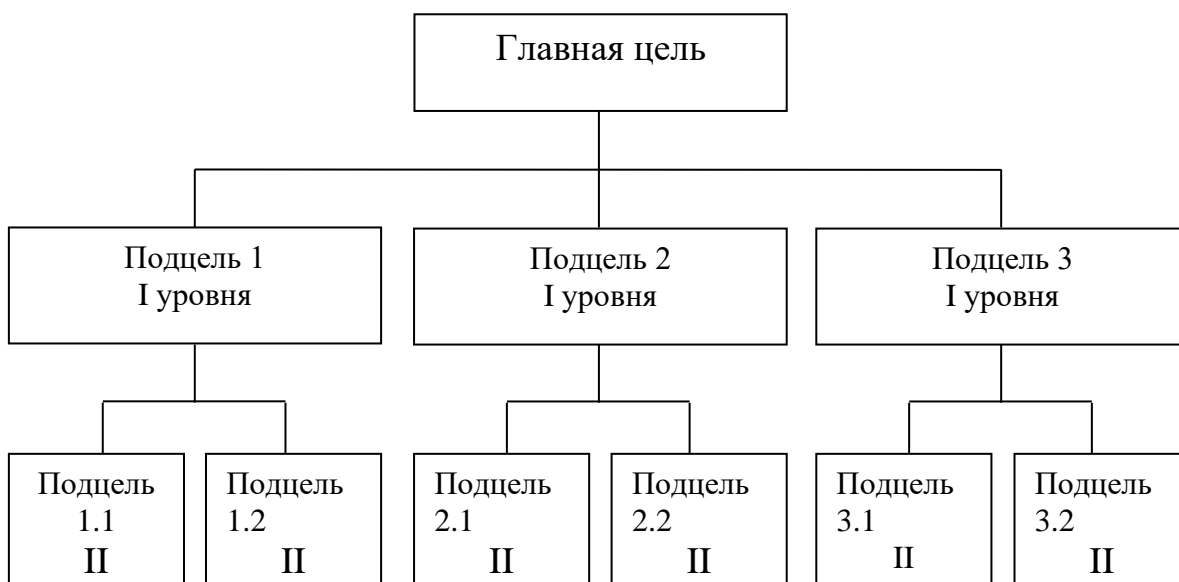 Главная цель
Подцель 1
I уровня
Подцель 2
I уровня
Подцель 3
I уровня
Подцель
1.1
II
Подцель
1.2
II
Подцель
2.1
II
Подцель
2.2
II
Подцель
3.1
II
Подцель
3.2
II